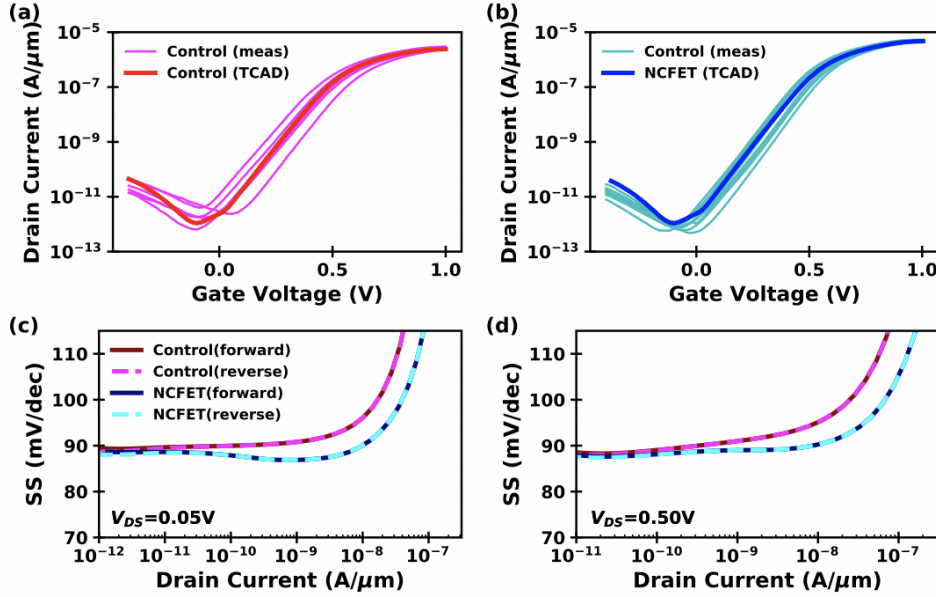 (a)
Drain Current (A/μm)
10⁻⁵
10⁻⁷
10⁻⁹
10⁻¹¹
10⁻¹³
Control (meas)
Control (TCAD)
0.0
0.5
1.0
Gate Voltage (V)
(b)
Drain Current (A/μm)
10⁻⁵
10⁻⁷
10⁻⁹
10⁻¹¹
10⁻¹³
Control (meas)
NCFET (TCAD)
0.0
0.5
1.0
Gate Voltage (V)
(c)
SS (mV/dec)
110
100
90
80
70
Control(forward)
Control(reverse)
NCFET(forward)
NCFET(reverse)
V_DS=0.05V
10⁻¹²
10⁻¹¹
10⁻¹⁰
10⁻⁹
10⁻⁸
10⁻⁷
Drain Current (A/μm)
(d)
SS (mV/dec)
110
100
90
80
70
V_DS=0.50V
10⁻¹¹
10⁻¹⁰
10⁻⁹
10⁻⁸
10⁻⁷
Drain Current (A/μm)